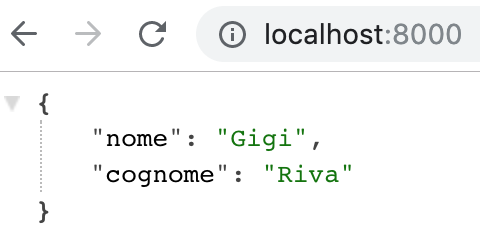 localhost:8000
{
"nome": "Gigi",
"cognome": "Riva"
}